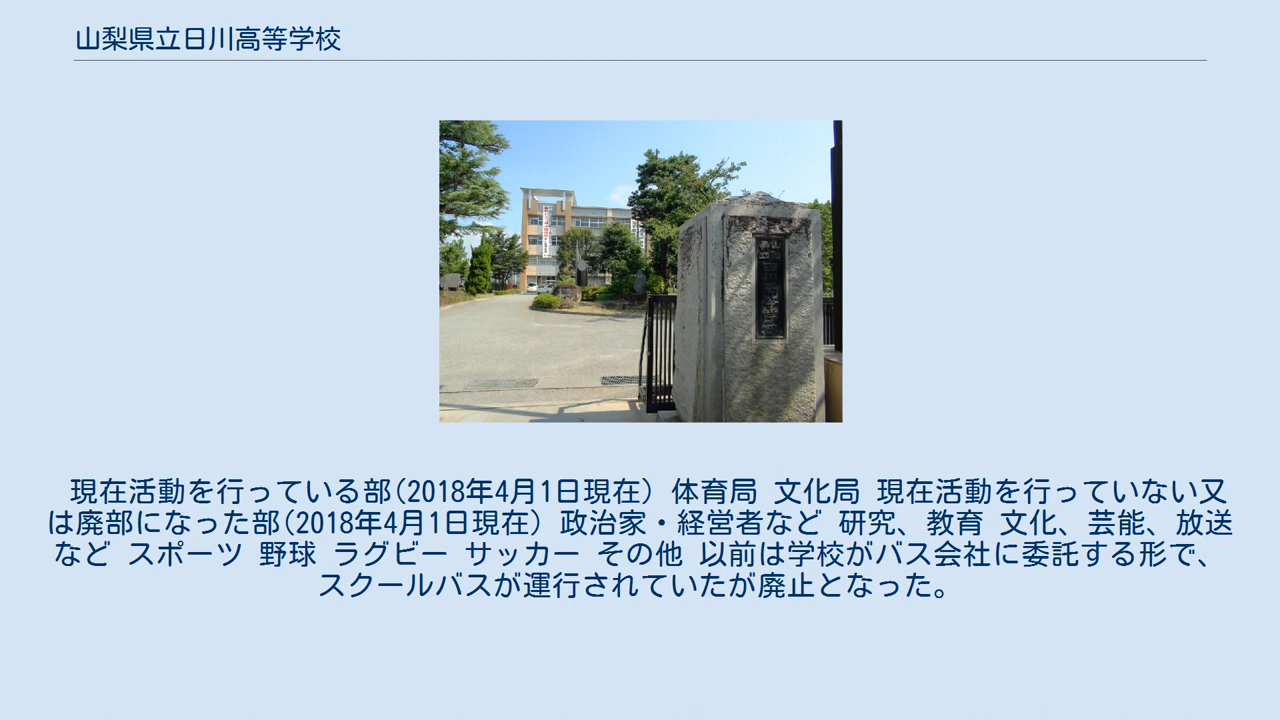 山梨県立日川高等学校
現在活動を行っている部(2018年4月1日現在) 体育局 文化局 現在活動を行っていない又
は廃部になった部(2018年4月1日現在) 政治家・経営者など 研究、教育 文化、芸能、放送
など スポーツ 野球 ラグビー サッカー その他 以前は学校がバス会社に委託する形で、
スクールバスが運行されていたが廃止となった。